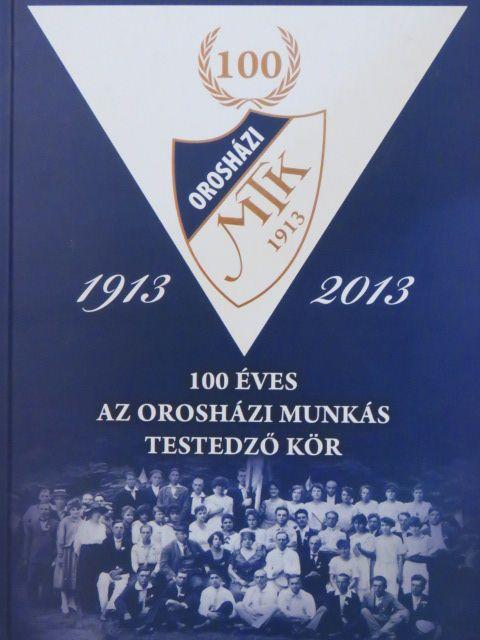 100
OROSHÁZI
MTK
1913
1913 2013
100 ÉVES
AZ OROSHÁZI MUNKÁS
TESTEDZŐ KÖR